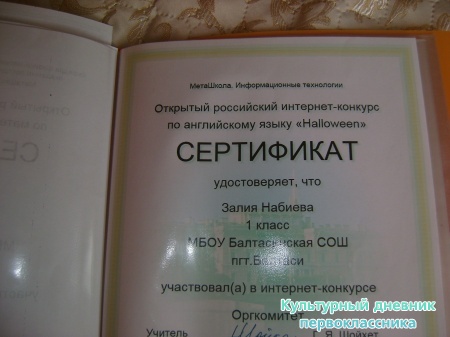 МетаШкола. Информационные технологии
Открытый российский интернет-конкурс
по английскому языку «Halloween»
СЕРТИФИКАТ
удостоверяет, что
Залия Набиева
1 класс
МБОУ Балтасинская СОШ
пгт.Балтаси
участвовал(а) в интернет-конкурсе
Оргкомитет
Учитель Г. Я. Шойхет
Культурный дневник
первоклассника